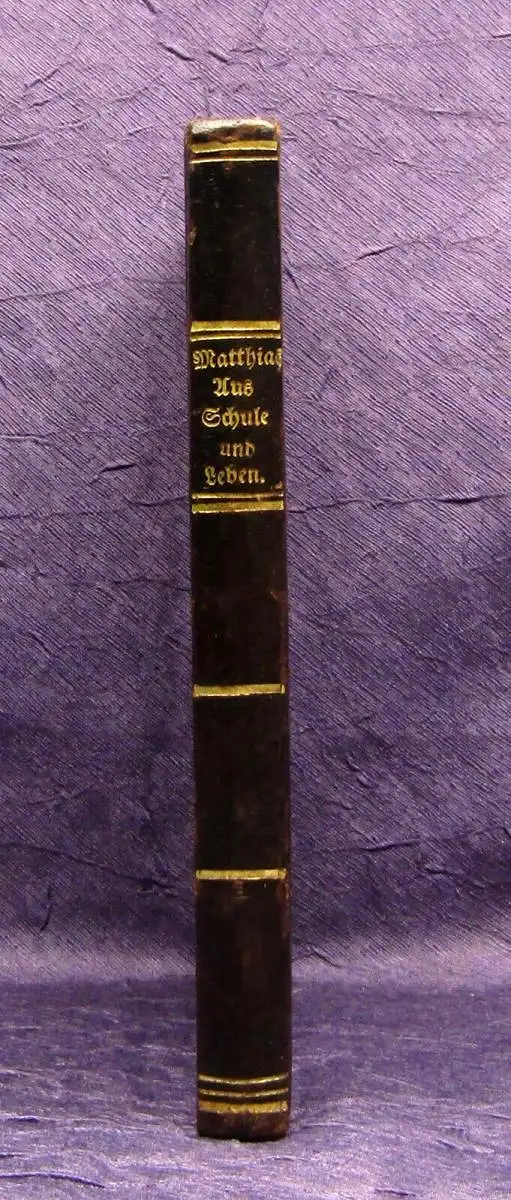 Matthias
Aus
Schule
und
Leben.